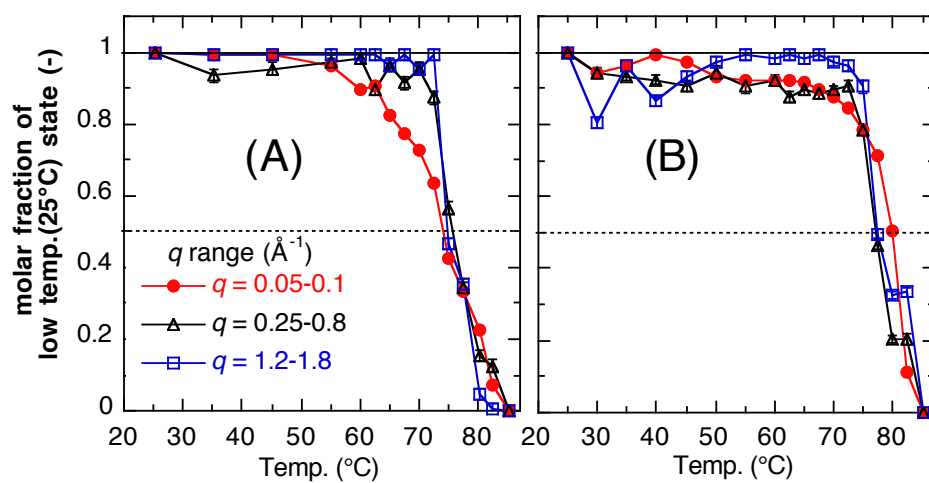 molar fraction of
low temp.(25°C) state (-)
1
0.8
0.6
0.4
0.2
0
(A)
(B)
q range (Å⁻¹)
q = 0.05-0.1
q = 0.25-0.8
q = 1.2-1.8
20 30 40 50 60 70 80
20 30 40 50 60 70 80
Temp. (°C)
Temp. (°C)